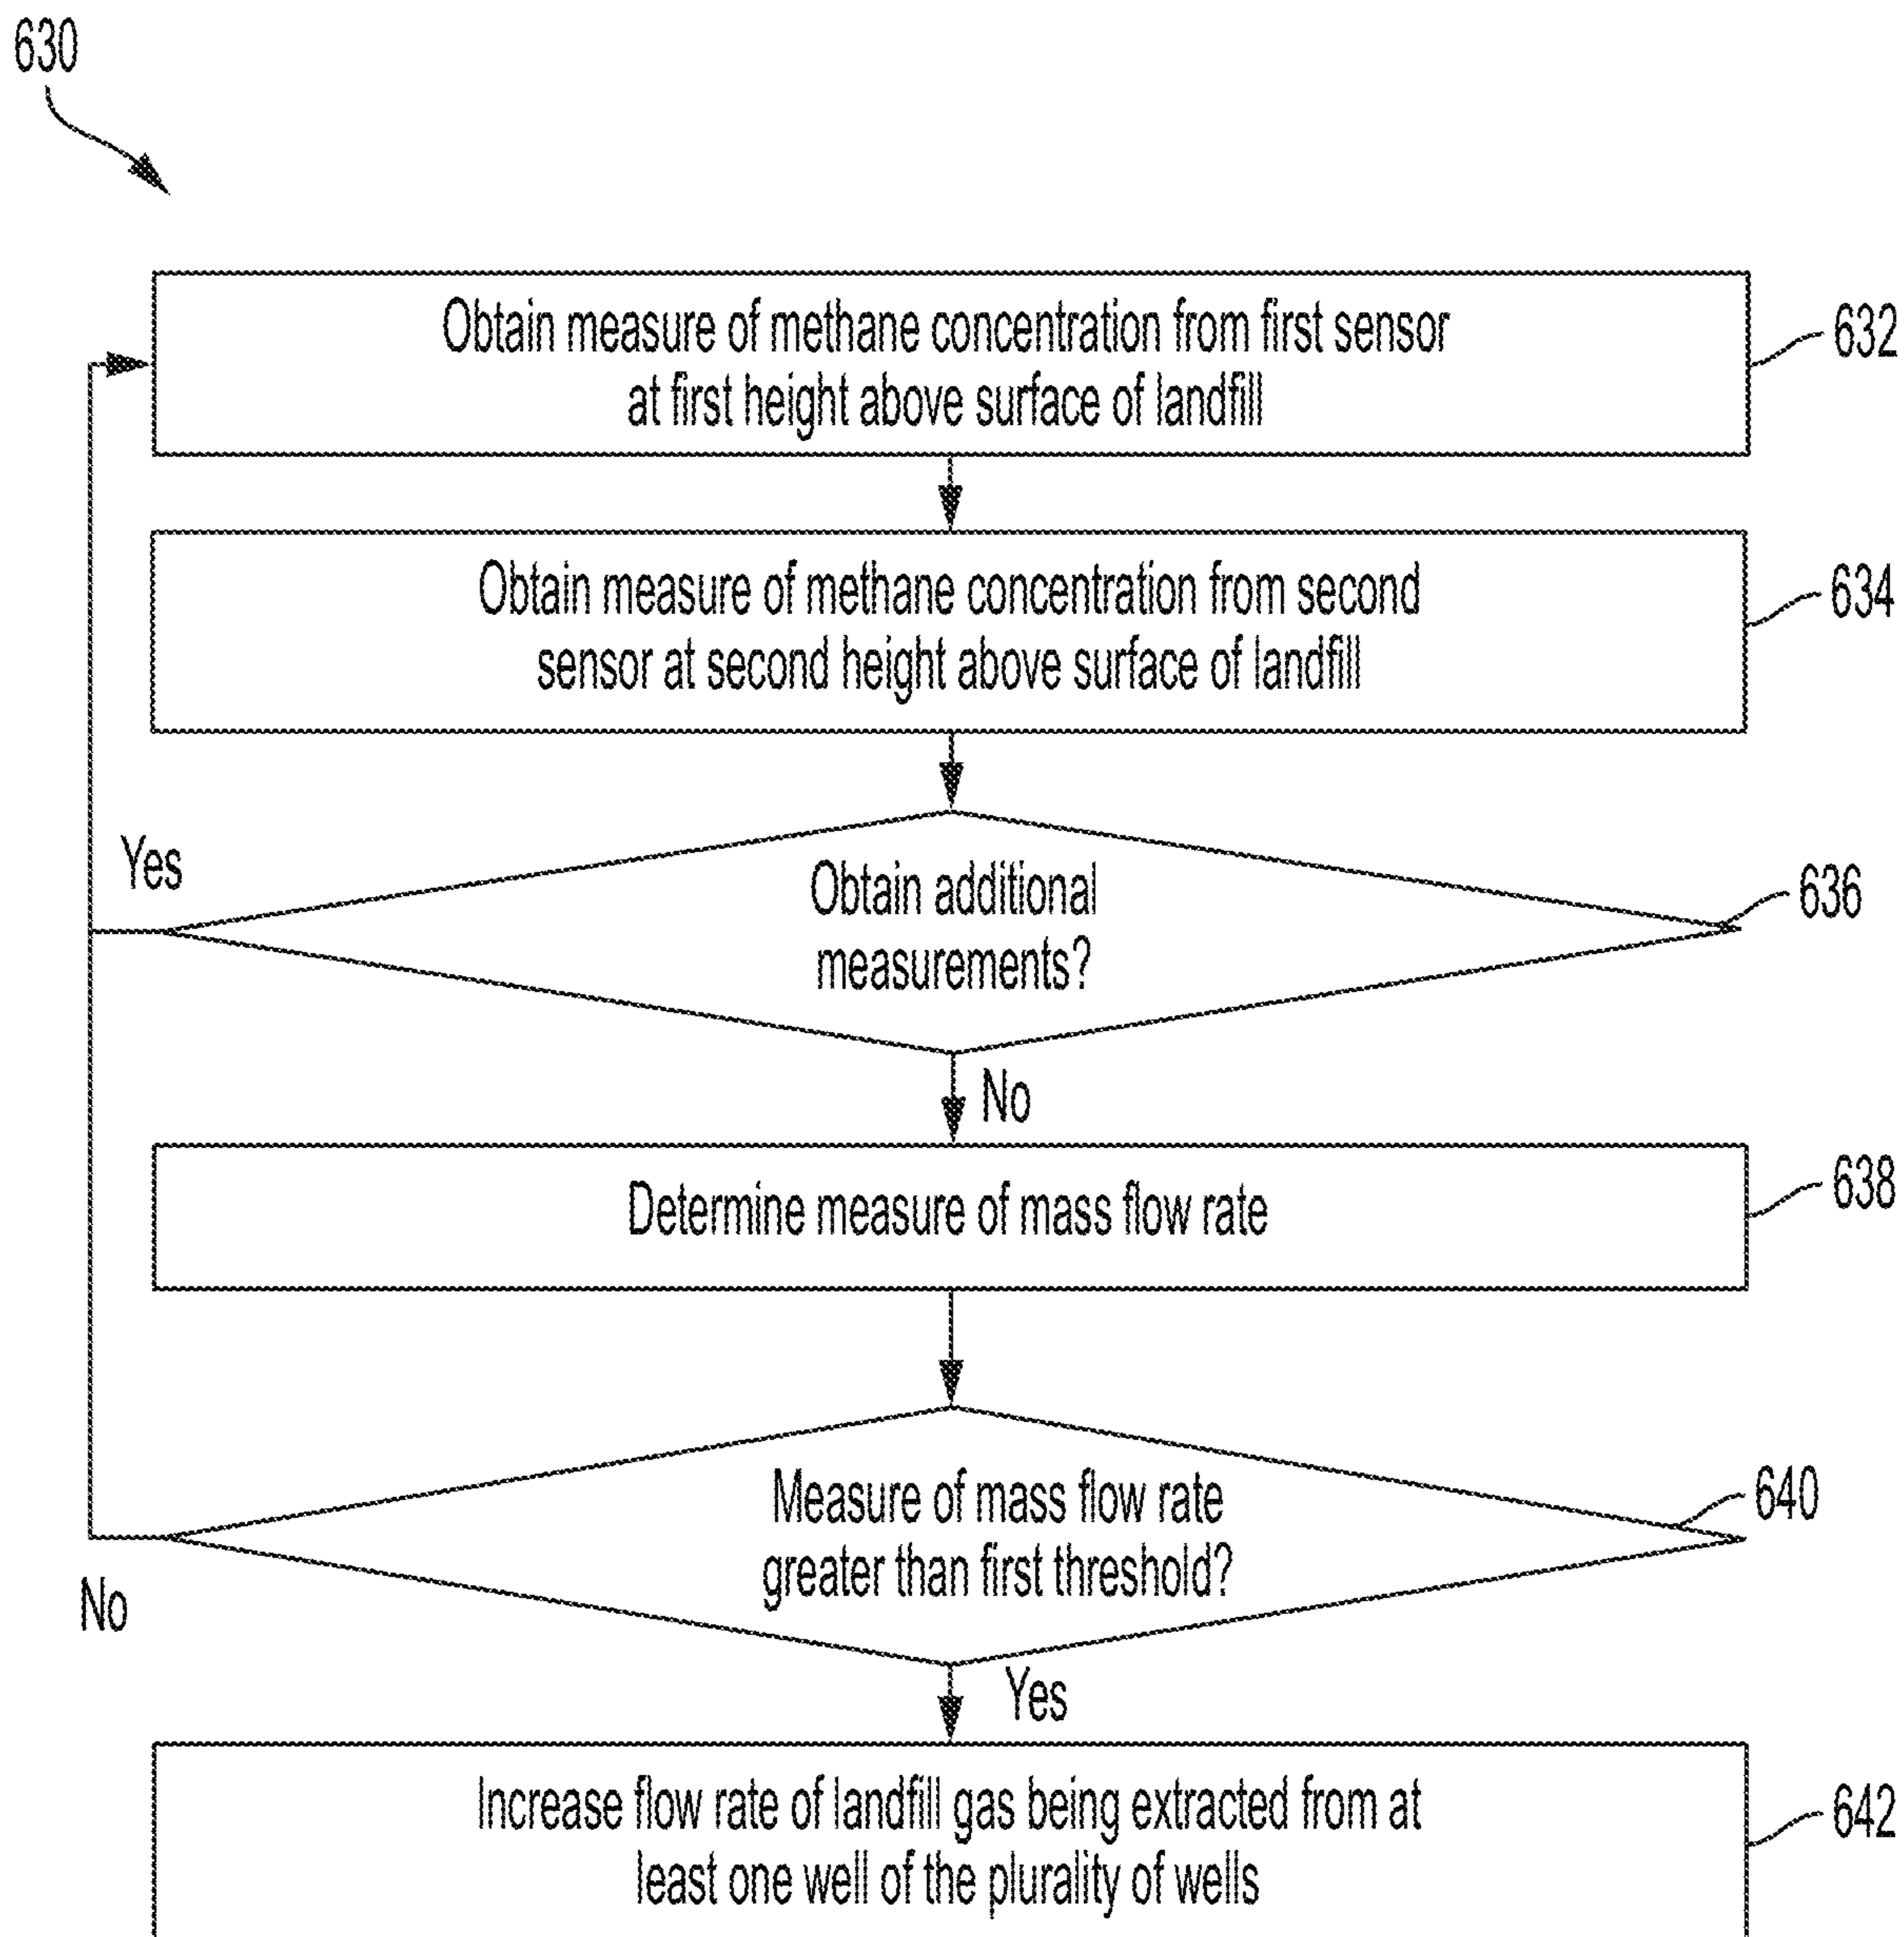 630
Obtain measure of methane concentration from first sensor
at first height above surface of landfill
632
Obtain measure of methane concentration from second
sensor at second height above surface of landfill
634
Yes
Obtain additional
measurements?
636
No
Determine measure of mass flow rate
638
Measure of mass flow rate
greater than first threshold?
640
No
Yes
Increase flow rate of landfill gas being extracted from at
least one well of the plurality of wells
642